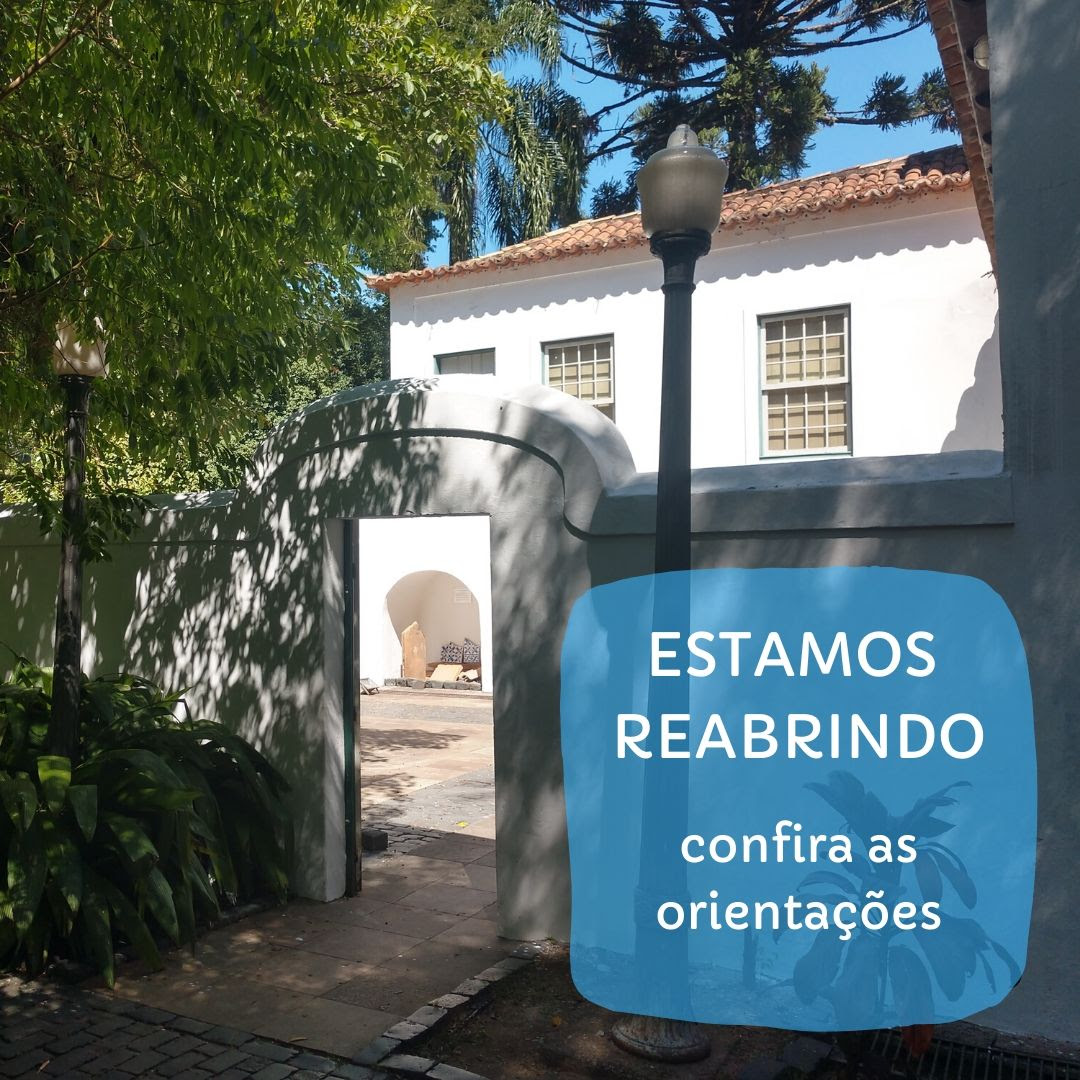 ESTAMOS
REABRINDO
confira as
orientações